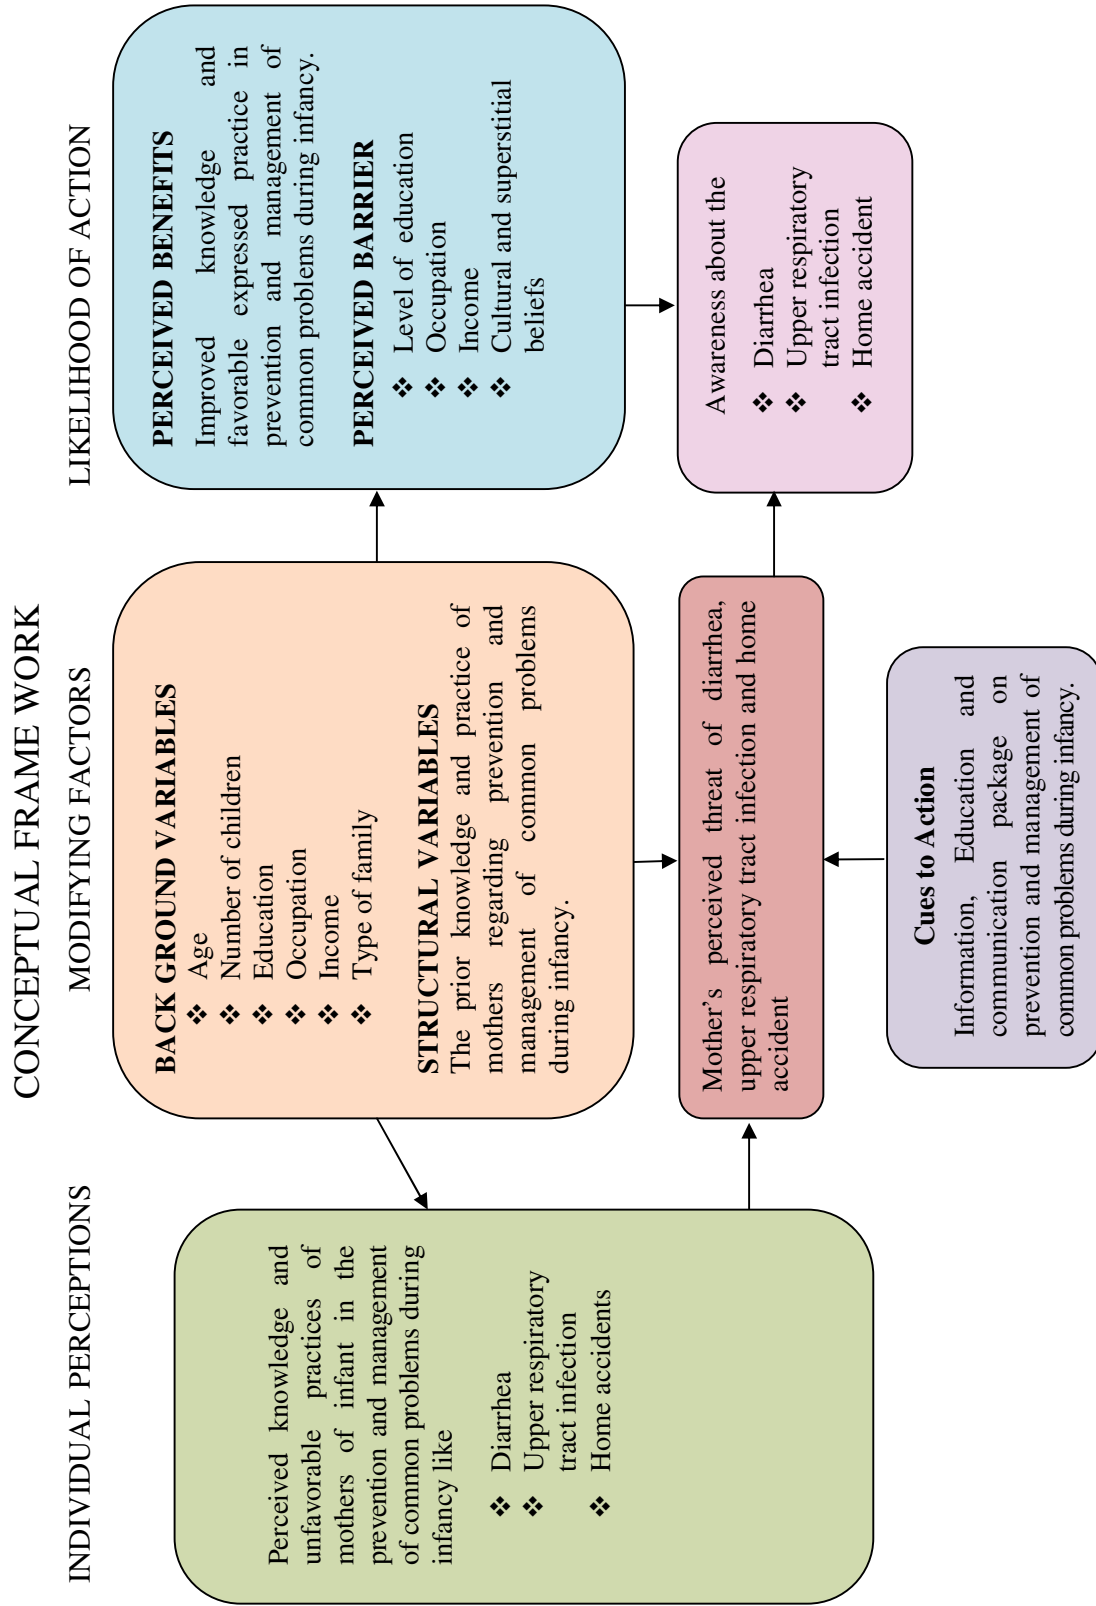 CONCEPTUAL FRAME WORK
INDIVIDUAL PERCEPTIONS
MODIFYING FACTORS
LIKELIHOOD OF ACTION
Perceived knowledge and
unfavorable practices of
mothers of infant in the
prevention and management
of common problems during
infancy like
❖ Diarrhea
❖ Upper respiratory
tract infection
❖ Home accidents
BACK GROUND VARIABLES
❖ Age
❖ Number of children
❖ Education
❖ Occupation
❖ Income
❖ Type of family
STRUCTURAL VARIABLES
The prior knowledge and practice of
mothers regarding prevention and
management of common problems
during infancy.
Mother’s perceived threat of diarrhea,
upper respiratory tract infection and home
accident
Cues to Action
Information, Education and
communication package on
prevention and management of
common problems during infancy.
PERCEIVED BENEFITS
Improved knowledge and
favorable expressed practice in
prevention and management of
common problems during infancy.
PERCEIVED BARRIER
❖ Level of education
❖ Occupation
❖ Income
❖ Cultural and superstitial
beliefs
Awareness about the
❖ Diarrhea
❖ Upper respiratory
tract infection
❖ Home accident